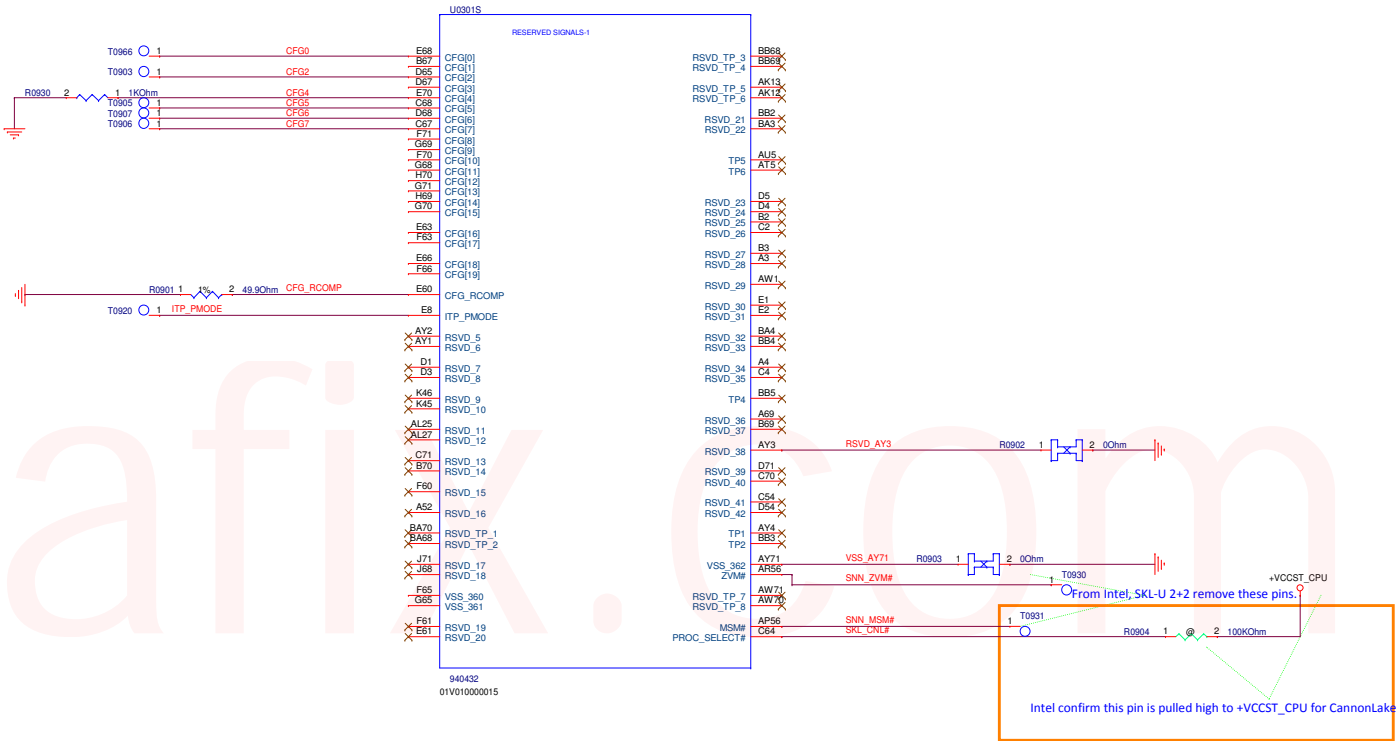 U0301S
RESERVED SIGNALS-1
T0966 1 CFG0 E68 CFG[0]
B67 CFG[1]
T0903 1 CFG2 D65 CFG[2]
D67 CFG[3]
R0930 2 1 1KOhm CFG4 E70 CFG[4]
T0905 1 CFG5 C68 CFG[5]
T0907 1 CFG6 D68 CFG[6]
T0906 1 CFG7 C67 CFG[7]
F71 CFG[8]
G69 CFG[9]
F70 CFG[10]
G68 CFG[11]
H70 CFG[12]
G71 CFG[13]
H69 CFG[14]
G70 CFG[15]
E63 CFG[16]
F63 CFG[17]
E66 CFG[18]
F66 CFG[19]
R0901 1 1% 2 49.9Ohm CFG_RCOMP E60 CFG_RCOMP
T0920 1 ITP_PMODE E8 ITP_PMODE
AY2 RSVD_5
AY1 RSVD_6
D1 RSVD_7
D3 RSVD_8
K46 RSVD_9
K45 RSVD_10
AL25 RSVD_11
AL27 RSVD_12
C71 RSVD_13
B70 RSVD_14
F60 RSVD_15
A52 RSVD_16
BA70 RSVD_TP_1
BA68 RSVD_TP_2
J71 RSVD_17
J68 RSVD_18
F65 VSS_360
G65 VSS_361
F61 RSVD_19
E61 RSVD_20
RSVD_TP_3 BB68
RSVD_TP_4 BB69
RSVD_TP_5 AK13
RSVD_TP_6 AK12
RSVD_21 BB2
RSVD_22 BA3
TP5 AU5
TP6 AT5
RSVD_23 D5
RSVD_24 D4
RSVD_25 B2
RSVD_26 C2
RSVD_27 B3
RSVD_28 A3
RSVD_29 AW1
RSVD_30 E1
RSVD_31 E2
RSVD_32 BA4
RSVD_33 BB4
RSVD_34 A4
RSVD_35 C4
TP4 BB5
RSVD_36 A69
RSVD_37 B69
RSVD_38 AY3 RSVD_AY3 R0902 1 2 0Ohm
RSVD_39 D71
RSVD_40 C70
RSVD_41 C54
RSVD_42 D54
TP1 AY4
TP2 BB3
VSS_362 AY71 VSS_AY71 R0903 1 2 0Ohm
ZVM# AR56 SNN_ZVM# 1 T0930
RSVD_TP_7 AW71
RSVD_TP_8 AW70
MSM# AP56 SNN_MSM# 1 T0931
PROC_SELECT# C64 SKL_CNL# R0904 1 @ 2 100KOhm
+VCCST_CPU
From Intel, SKL-U 2+2 remove these pins.
Intel confirm this pin is pulled high to +VCCST_CPU for CannonLake
940432
01V010000015
afix.com